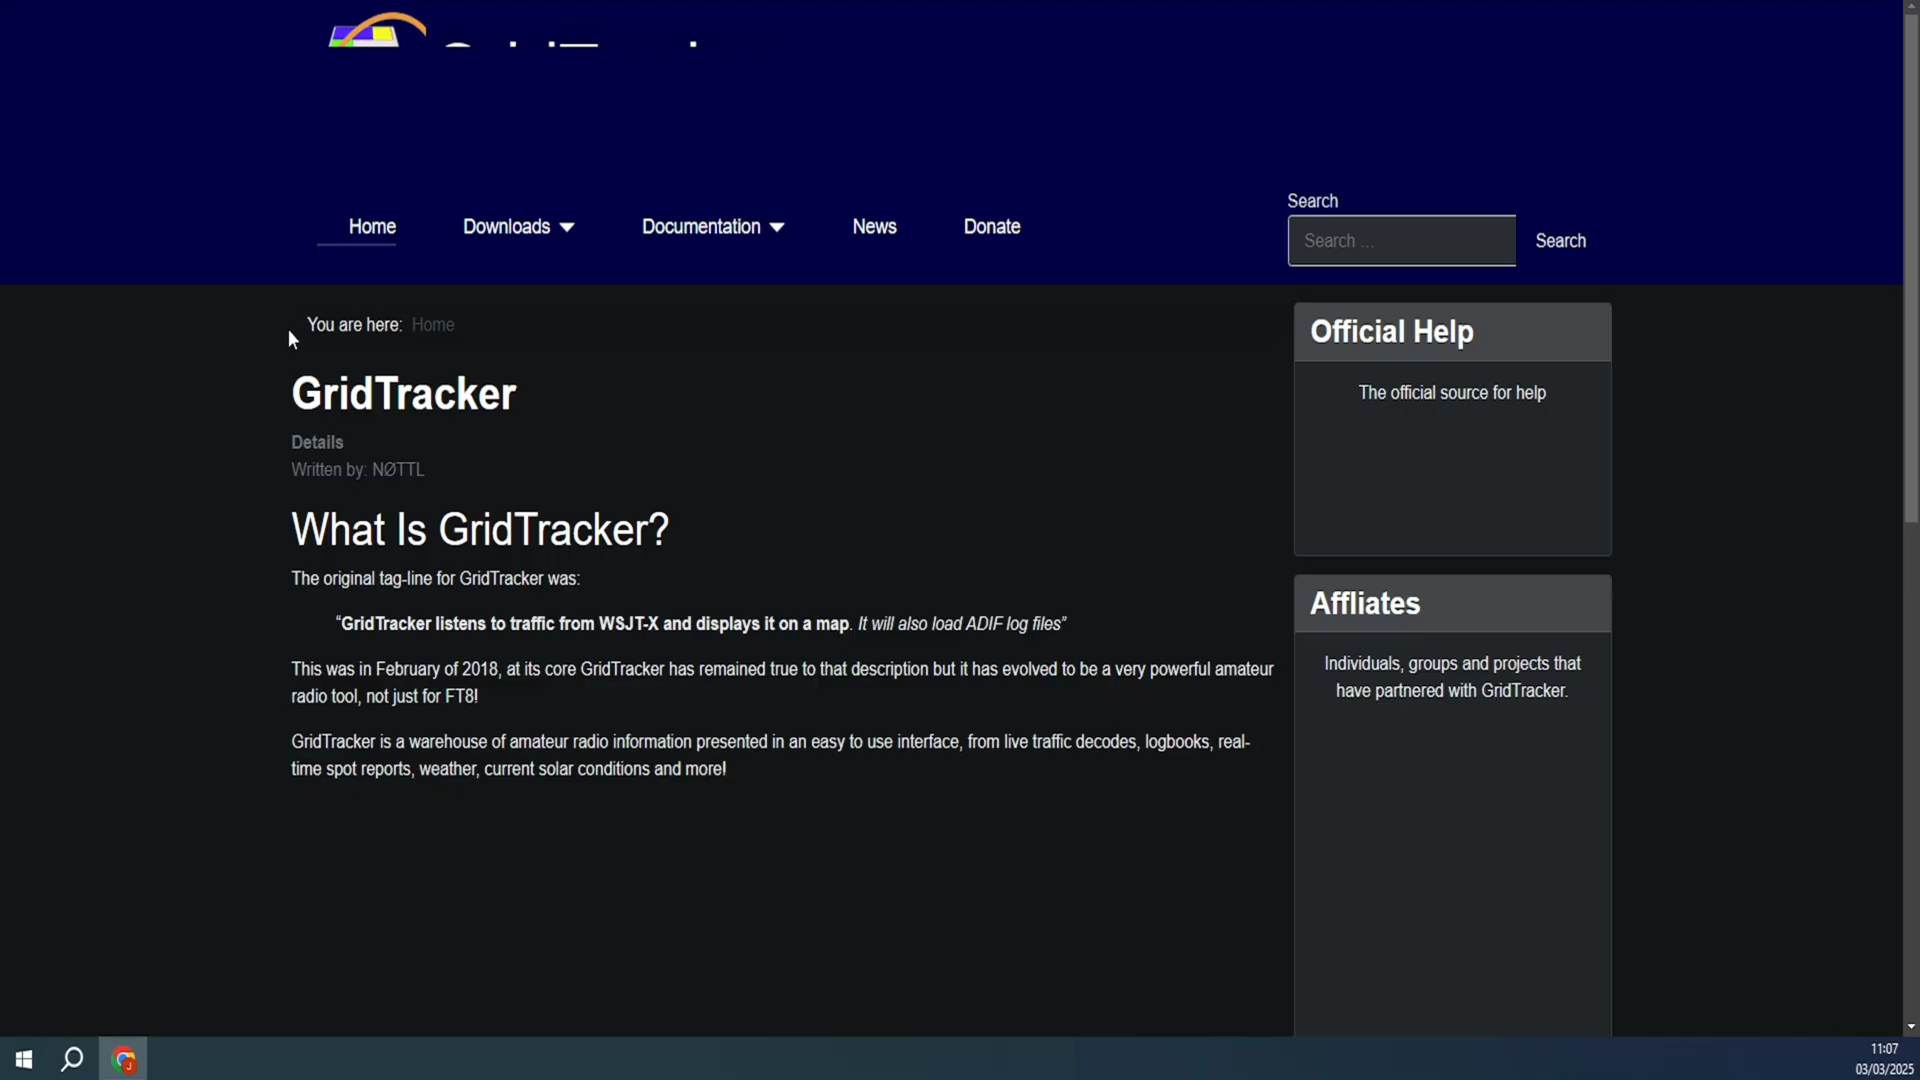 Home
Downloads
Documentation
News
Donate
Search
Search ...
Search
You are here: Home
GridTracker
Details
Written by: NØTTL
What Is GridTracker?
The original tag-line for GridTracker was:
“GridTracker listens to traffic from WSJT-X and displays it on a map. It will also load ADIF log files”
This was in February of 2018, at its core GridTracker has remained true to that description but it has evolved to be a very powerful amateur
radio tool, not just for FT8!
GridTracker is a warehouse of amateur radio information presented in an easy to use interface, from live traffic decodes, logbooks, real-
time spot reports, weather, current solar conditions and more!
Official Help
The official source for help
Affliates
Individuals, groups and projects that
have partnered with GridTracker.
11:07
03/03/2025